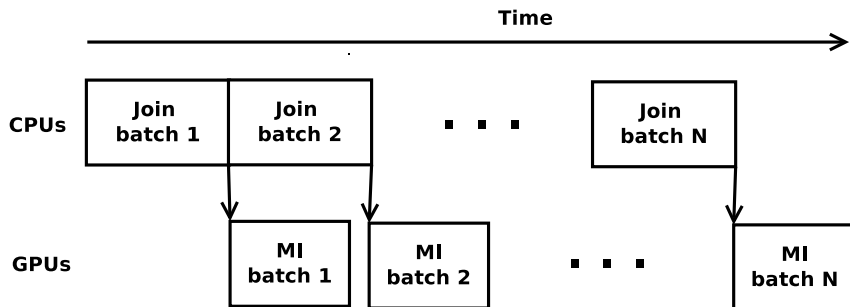 Time
CPUs
Join
batch 1
Join
batch 2
Join
batch N
GPUs
MI
batch 1
MI
batch 2
MI
batch N